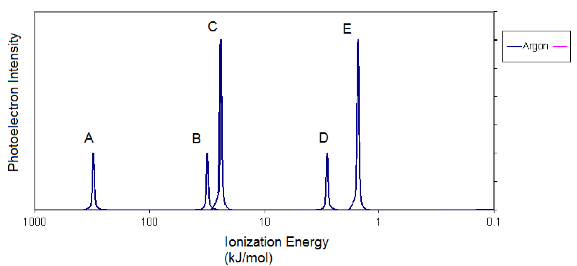 C
E
A
B
D
Argon
Photoelectron Intensity
1000
100
10
1
0.1
Ionization Energy
(kJ/mol)